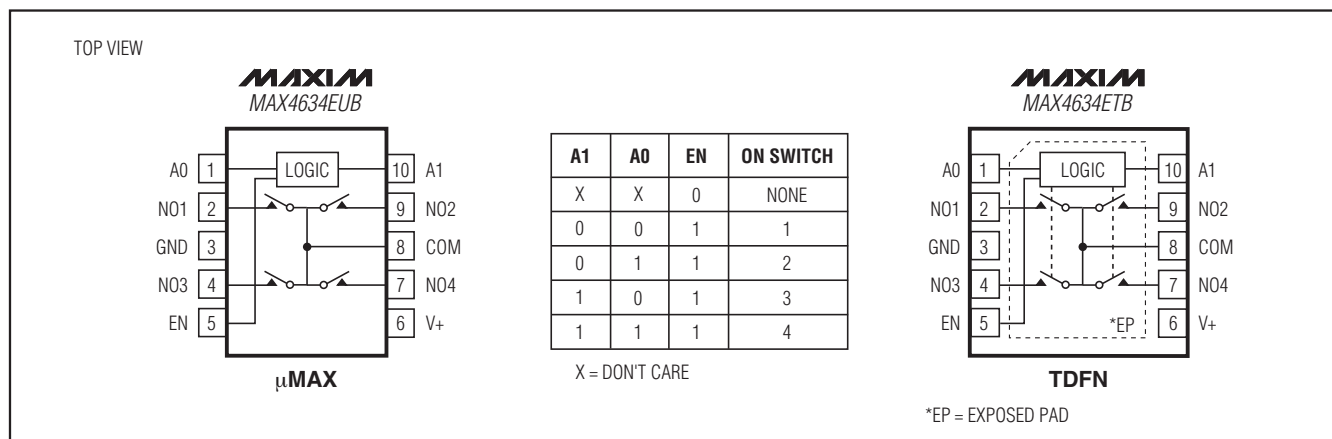 TOP VIEW
MAXIM
MAX4634EUB
A0 1 LOGIC 10 A1
NO1 2 9 NO2
GND 3 8 COM
NO3 4 7 NO4
EN 5 6 V+
µMAX
A1 A0 EN ON SWITCH
X X 0 NONE
0 0 1 1
0 1 1 2
1 0 1 3
1 1 1 4
X = DON'T CARE
MAXIM
MAX4634ETB
A0 1 LOGIC 10 A1
NO1 2 9 NO2
GND 3 8 COM
NO3 4 7 NO4
EN 5 *EP 6 V+
TDFN
*EP = EXPOSED PAD